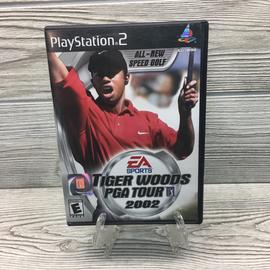 PlayStation 2
ALL-NEW
SPEED GOLF
EA
SPORTS
TIGER WOODS
PGA TOUR
2002
E